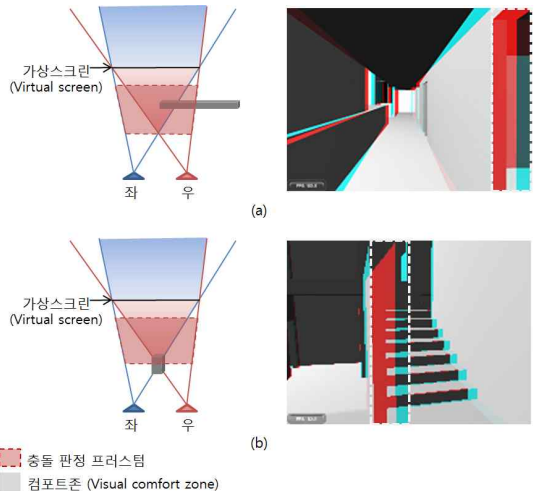 가상스크린
(Virtual screen)
좌 우
(a)
가상스크린
(Virtual screen)
좌 우
(b)
충돌 판정 프러스텀
컴포트존 (Visual comfort zone)